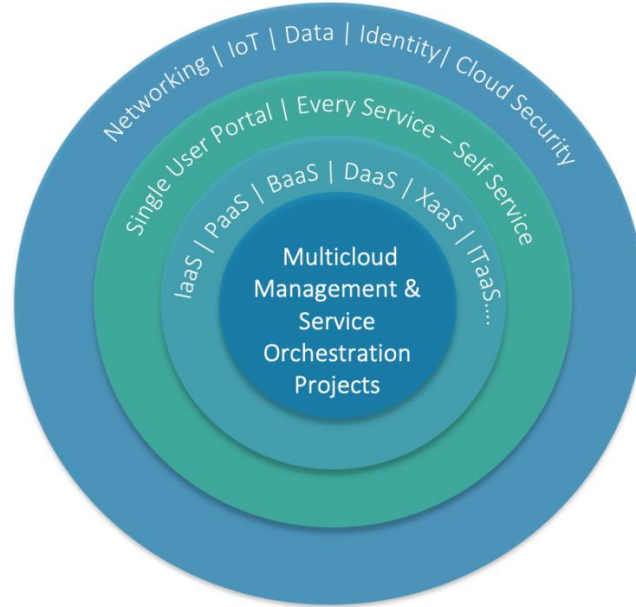 Networking | IoT | Data | Identity| Cloud Security
Single User Portal | Every Service – Self Service
IaaS | PaaS | BaaS | DaaS | XaaS | ITaaS....
Multicloud
Management &
Service
Orchestration
Projects